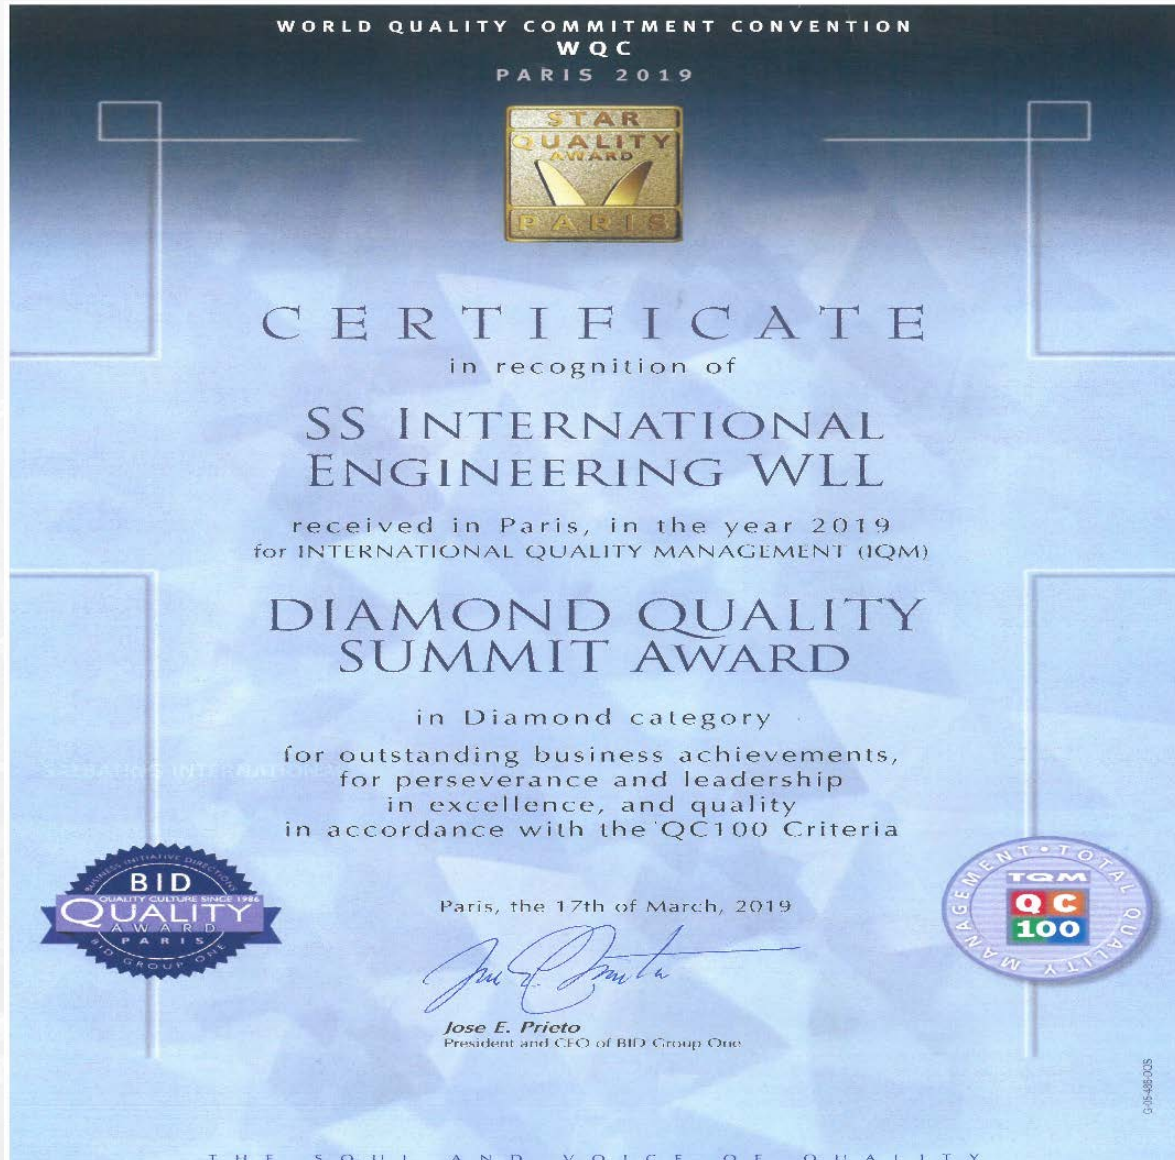 WORLD QUALITY COMMITMENT CONVENTION
WQC
PARIS 2019
STAR
QUALITY
AWARD
PARIS
CERTIFICATE
in recognition of
SS INTERNATIONAL
ENGINEERING WLL
received in Paris, in the year 2019
for INTERNATIONAL QUALITY MANAGEMENT (IQM)
DIAMOND QUALITY
SUMMIT AWARD
in Diamond category
for outstanding business achievements,
for perseverance and leadership
in excellence, and quality
in accordance with the QC100 Criteria
BUSINESS INITIATIVE DIRECTIONS
BID
QUALITY CULTURE SINCE 1986
QUALITY
AWARD
PARIS
BID GROUP ONE
Paris, the 17th of March, 2019
Jose E. Prieto
President and CEO of BID Group One
TOTAL QUALITY MANAGEMENT
TQM
QC
100
THE SOUL AND VOICE OF QUALITY